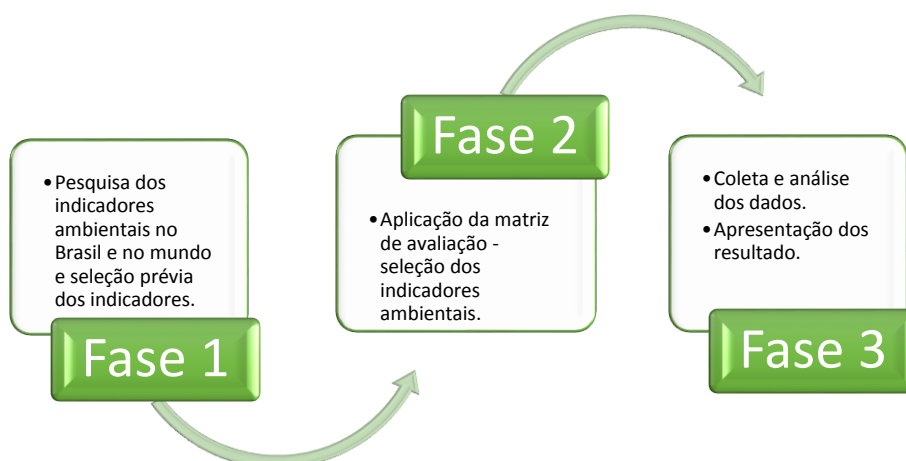 •Pesquisa dos
indicadores
ambientais no
Brasil e no mundo
e seleção prévia
dos indicadores.
Fase 1
Fase 2
•Aplicação da matriz
de avaliação -
seleção dos
indicadores
ambientais.
•Coleta e análise
dos dados.
•Apresentação dos
resultado.
Fase 3